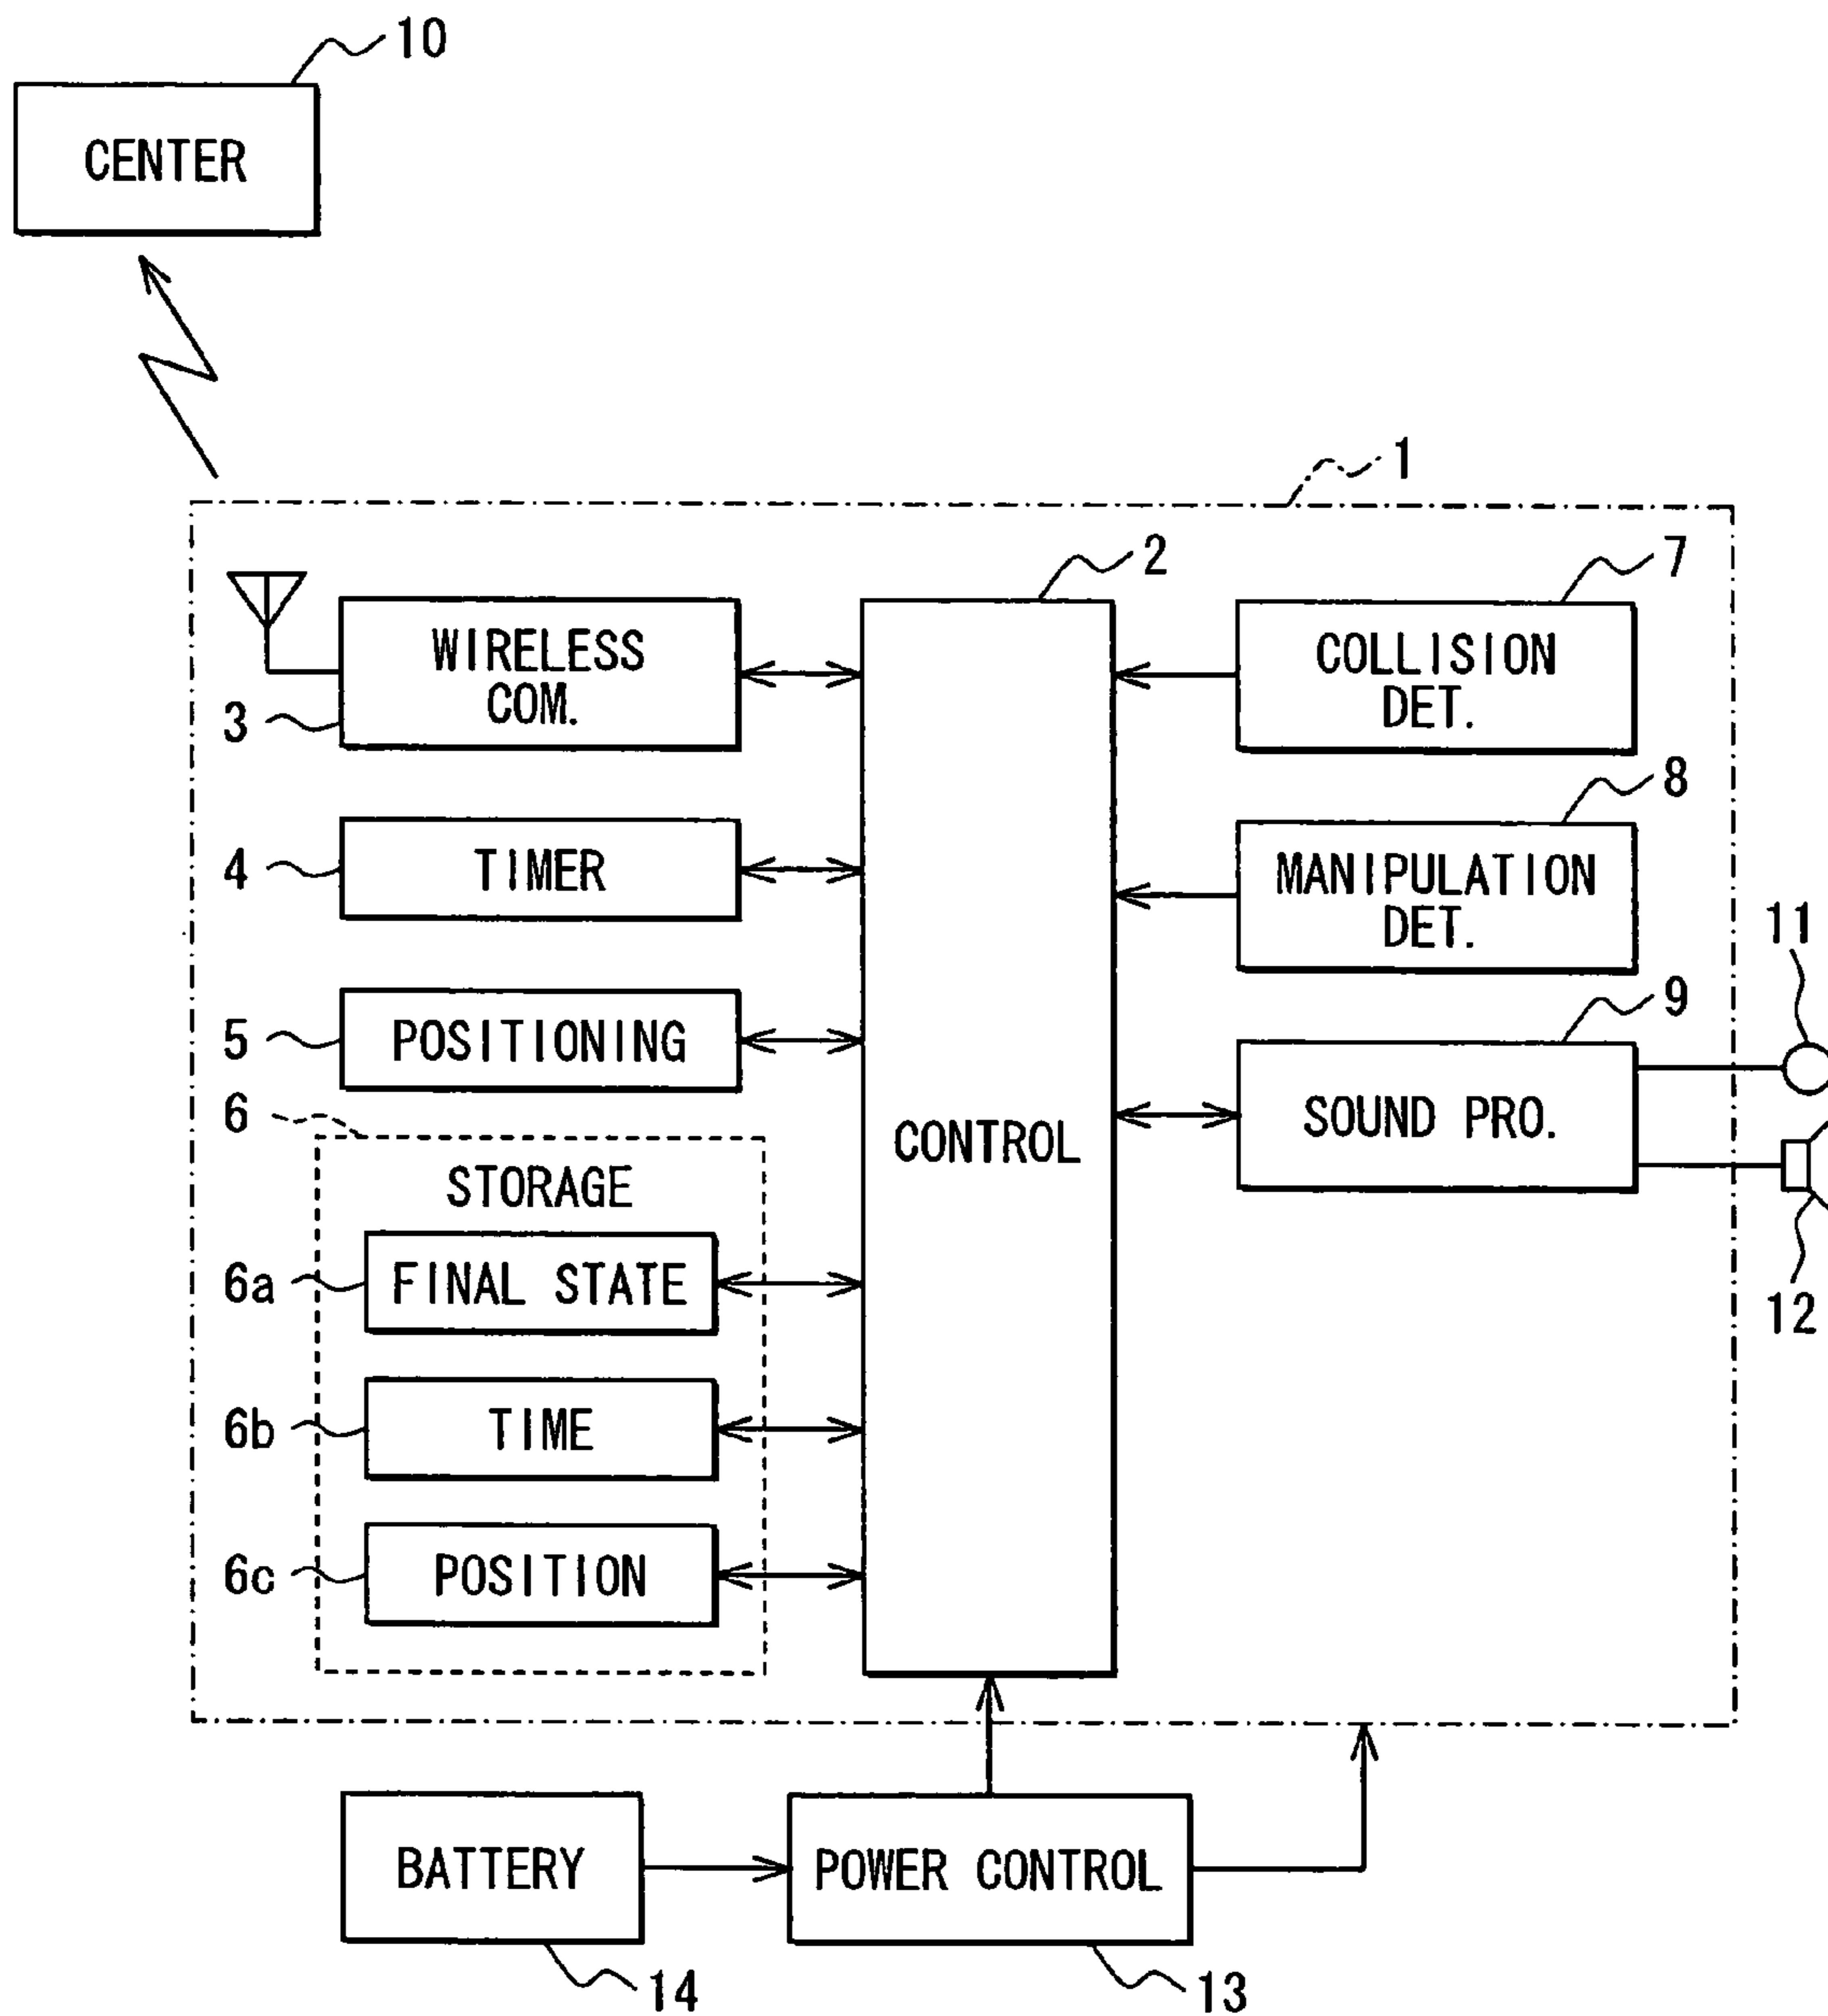 10
CENTER
1
2
7
WIRELESS
COM.
3
COLLISION
DET.
8
4
TIMER
MANIPULATION
DET.
11
9
5
POSITIONING
6
CONTROL
SOUND PRO.
STORAGE
6a
FINAL STATE
12
6b
TIME
6c
POSITION
BATTERY
POWER CONTROL
14
13